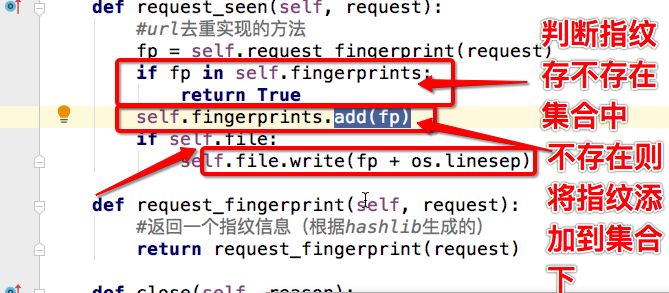 def request_seen(self, request):
#url去重实现的方法
fp = self.request_fingerprint(request)
if fp in self.fingerprints:
return True
self.fingerprints.add(fp)
if self.file:
self.file.write(fp + os.linesep)
def request_fingerprint(self, request):
#返回一个指纹信息（根据hashlib生成的）
return request_fingerprint(request)
def close(self, reason):
判断指纹
存不存在
集合中
不存在则
将指纹添
加到集合
下